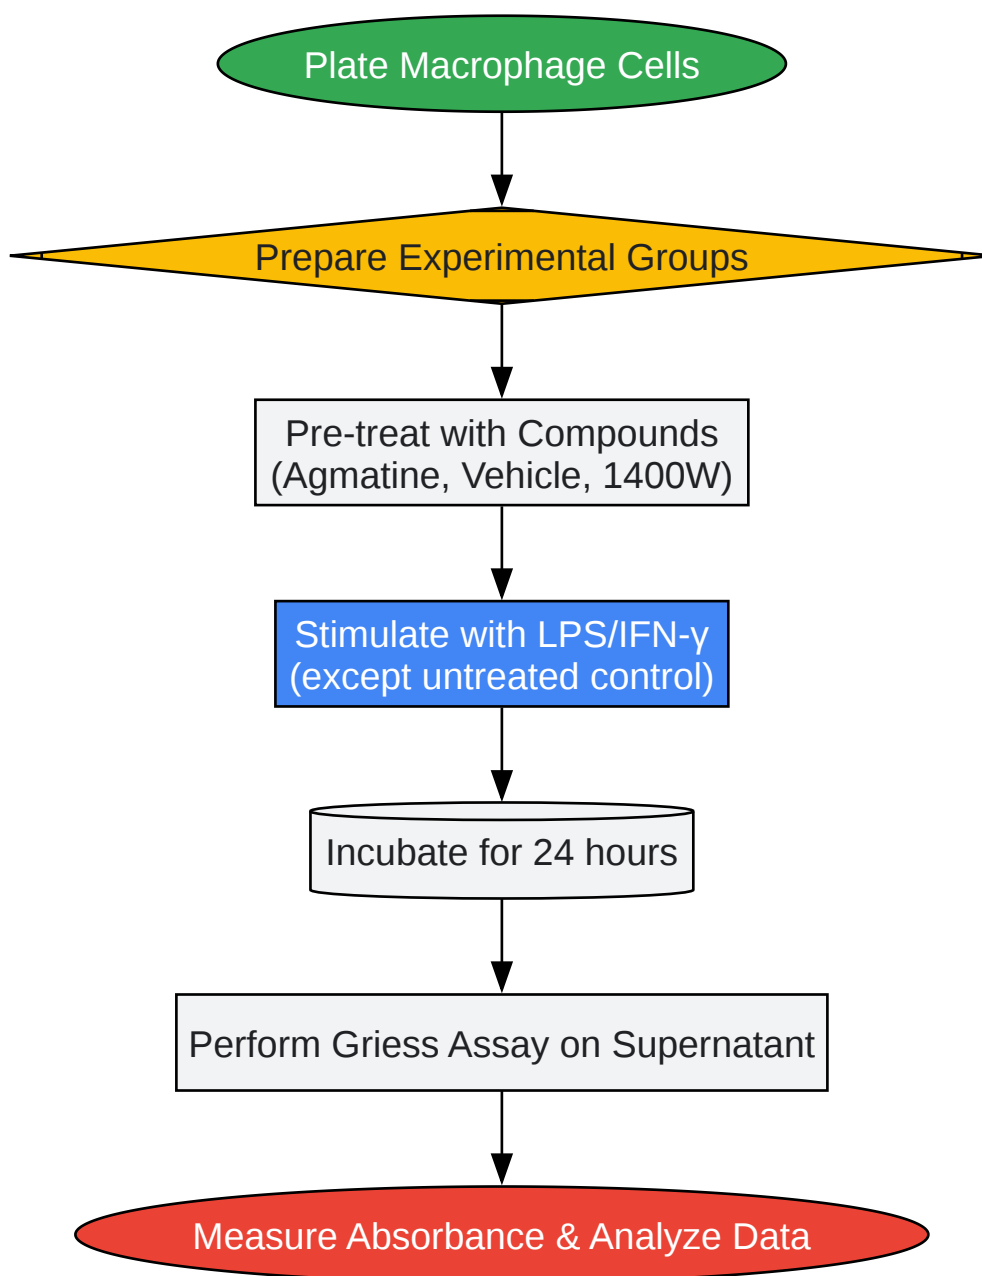 Plate Macrophage Cells
Prepare Experimental Groups
Pre-treat with Compounds
(Agmatine, Vehicle, 1400W)
Stimulate with LPS/IFN-γ
(except untreated control)
Incubate for 24 hours
Perform Griess Assay on Supernatant
Measure Absorbance & Analyze Data